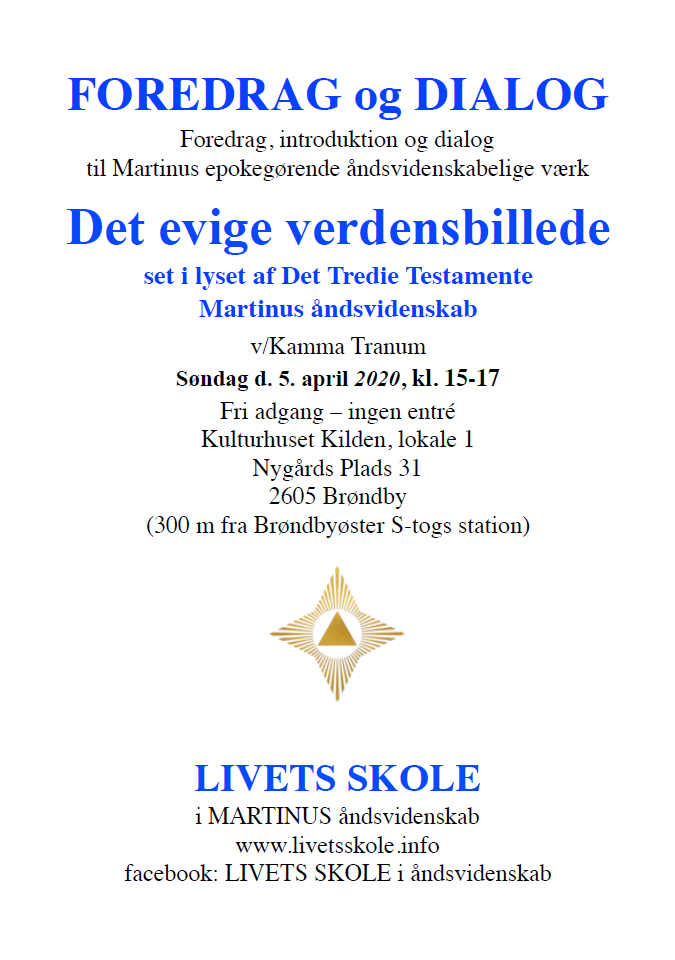 FOREDRAG og DIALOG
Foredrag, introduktion og dialog
til Martinus epokegørende åndsvidenskabelige værk
Det evige verdensbillede
set i lyset af Det Tredie Testamente
Martinus åndsvidenskab
v/Kamma Tranum
Søndag d. 5. april 2020, kl. 15-17
Fri adgang – ingen entré
Kulturhuset Kilden, lokale 1
Nygårds Plads 31
2605 Brøndby
(300 m fra Brøndbyøster S-togs station)
LIVETS SKOLE
i MARTINUS åndsvidenskab
www.livetsskole.info
facebook: LIVETS SKOLE i åndsvidenskab